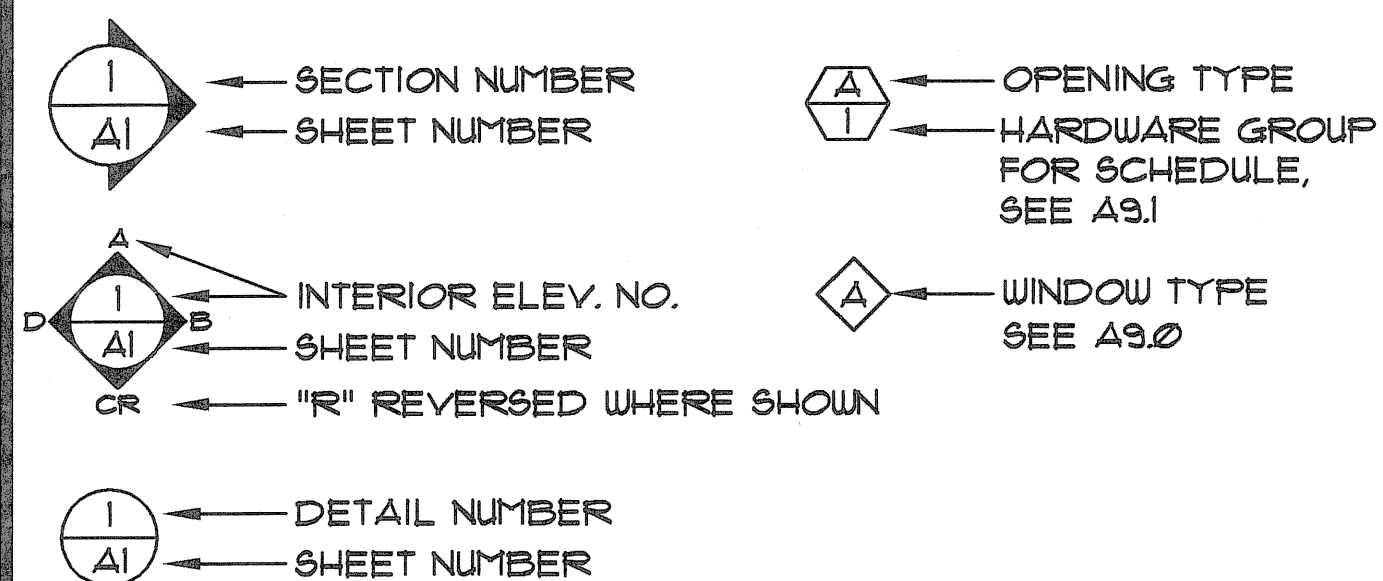 1
SECTION NUMBER
A1
SHEET NUMBER
A
1
INTERIOR ELEV. NO.
D
B
A1
SHEET NUMBER
CR
"R" REVERSED WHERE SHOWN
1
DETAIL NUMBER
A1
SHEET NUMBER
A
OPENING TYPE
1
HARDWARE GROUP
FOR SCHEDULE,
SEE A9.1
A
WINDOW TYPE
SEE A9.0